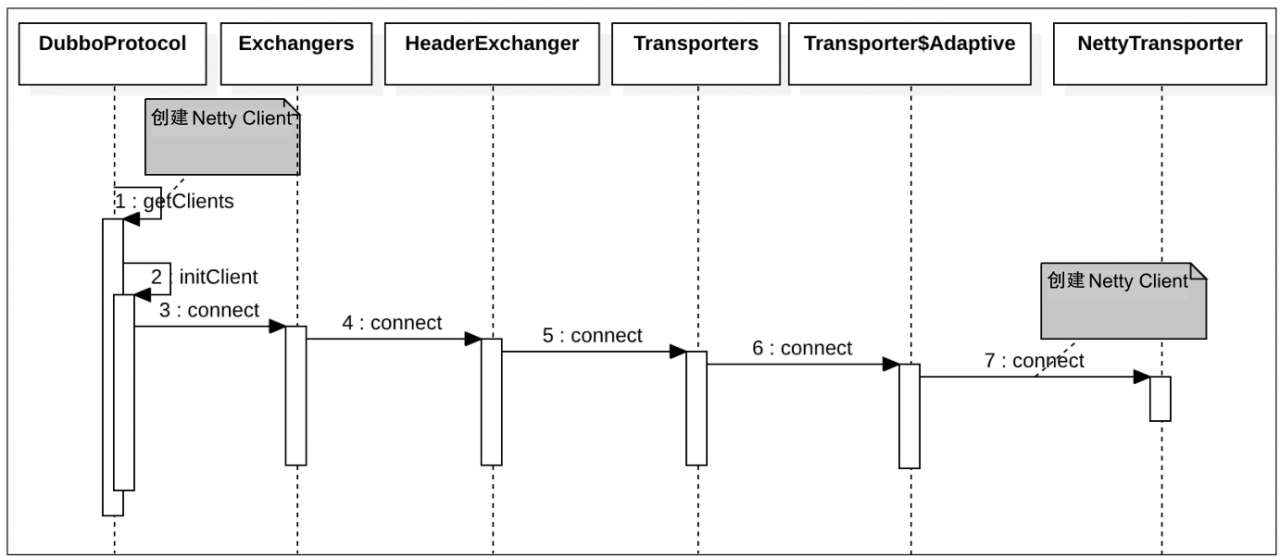 DubboProtocol
Exchangers
HeaderExchanger
Transporters
Transporter$Adaptive
NettyTransporter
创建 Netty Client
1 : getClients
2 : initClient
创建 Netty Client
3 : connect
4 : connect
5 : connect
6 : connect
7 : connect